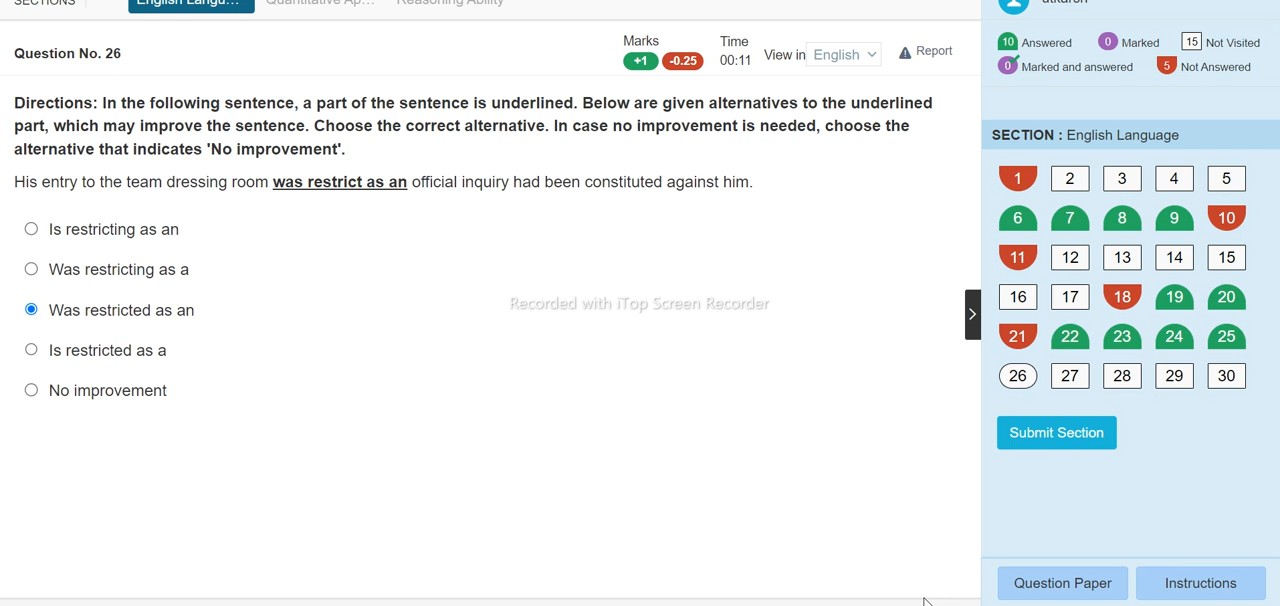 SECTIONS English Langu... Quantitative Ap... Reasoning Ability
Question No. 26
Marks
+1 -0.25
Time
00:11
View in English
Report
Directions: In the following sentence, a part of the sentence is underlined. Below are given alternatives to the underlined
part, which may improve the sentence. Choose the correct alternative. In case no improvement is needed, choose the
alternative that indicates 'No improvement'.
His entry to the team dressing room was restrict as an official inquiry had been constituted against him.
Is restricting as an
Was restricting as a
Was restricted as an
Is restricted as a
No improvement
Recorded with iTop Screen Recorder
utkarsh
10 Answered 0 Marked 15 Not Visited
0 Marked and answered 5 Not Answered
SECTION : English Language
1 2 3 4 5
6 7 8 9 10
11 12 13 14 15
16 17 18 19 20
21 22 23 24 25
26 27 28 29 30
Submit Section
Question Paper Instructions